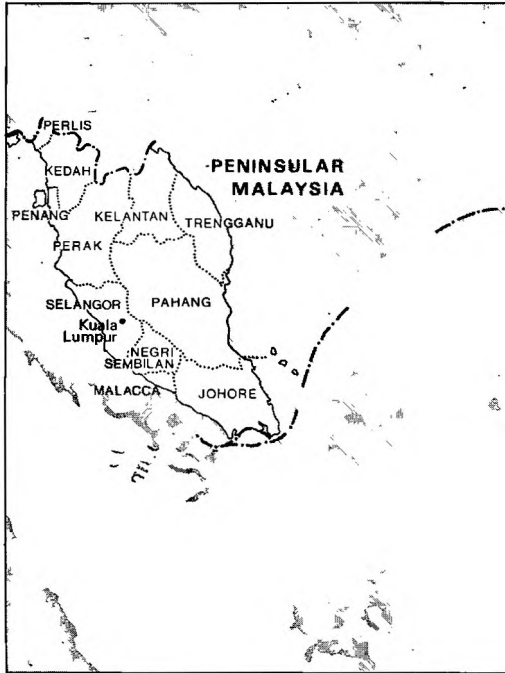 PERLIS
KEDAH
PENINSULAR
MALAYSIA
PENANG
KELANTAN
TRENGGANU
PERAK
SELANGOR
PAHANG
Kuala
Lumpur
NEGRI
SEMBILAN
MALACCA
JOHORE